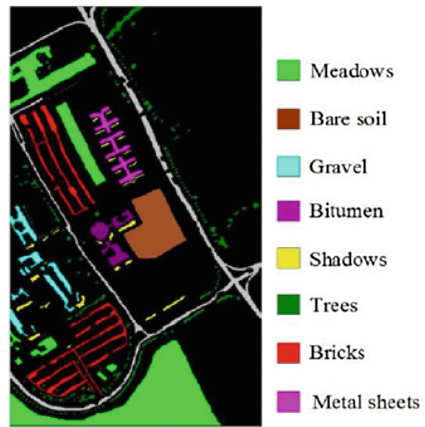 Meadows
Bare soil
Gravel
Bitumen
Shadows
Trees
Bricks
Metal sheets